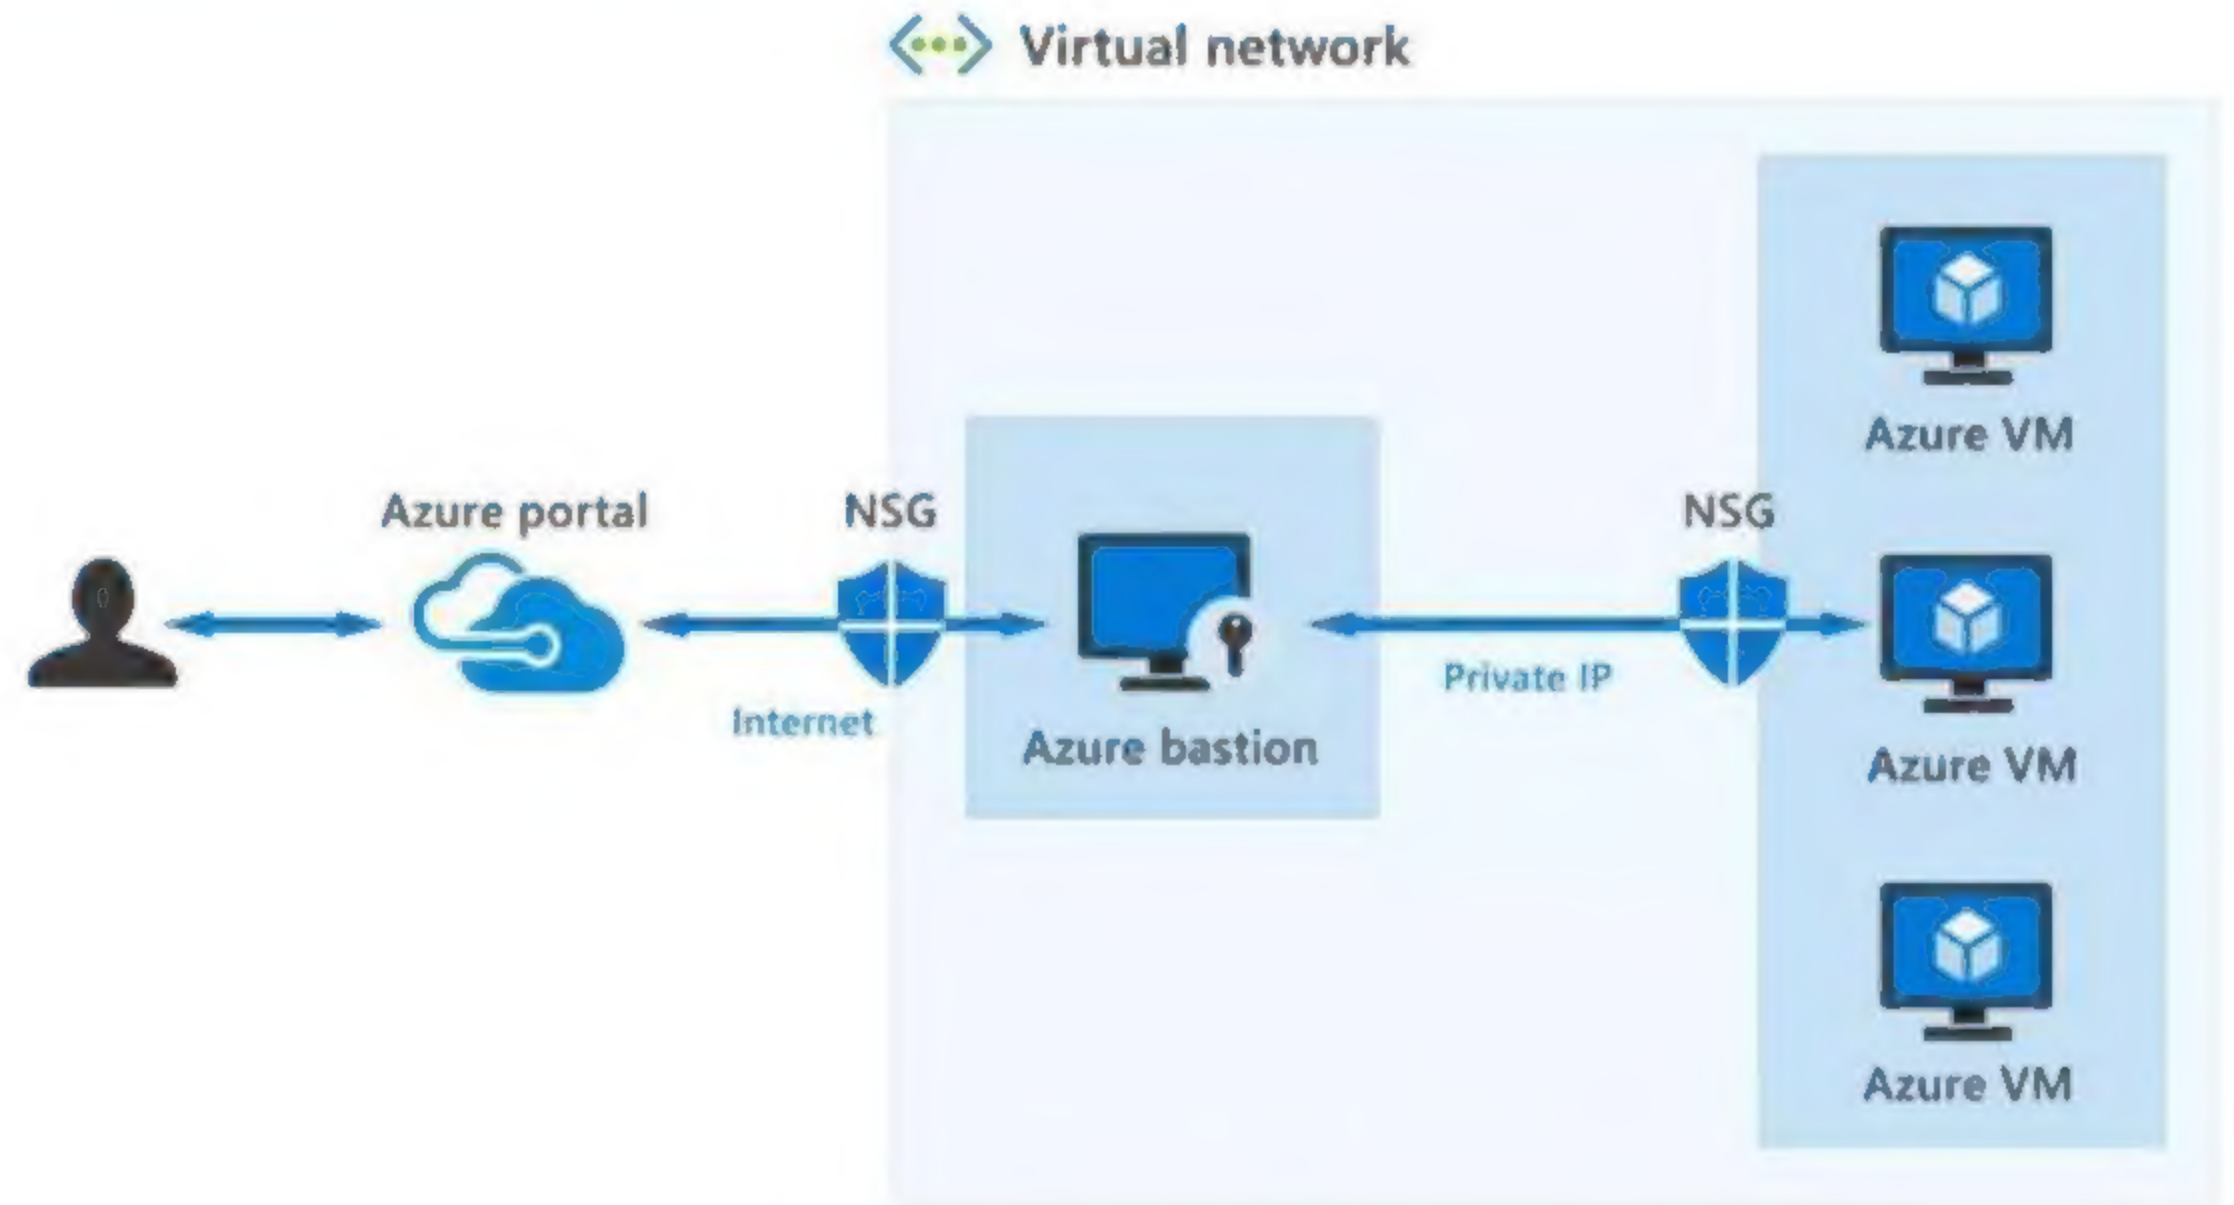 Virtual network
Azure VM
Azure portal
NSG
NSG
Private IP
Internet
Azure bastion
Azure VM
Azure VM